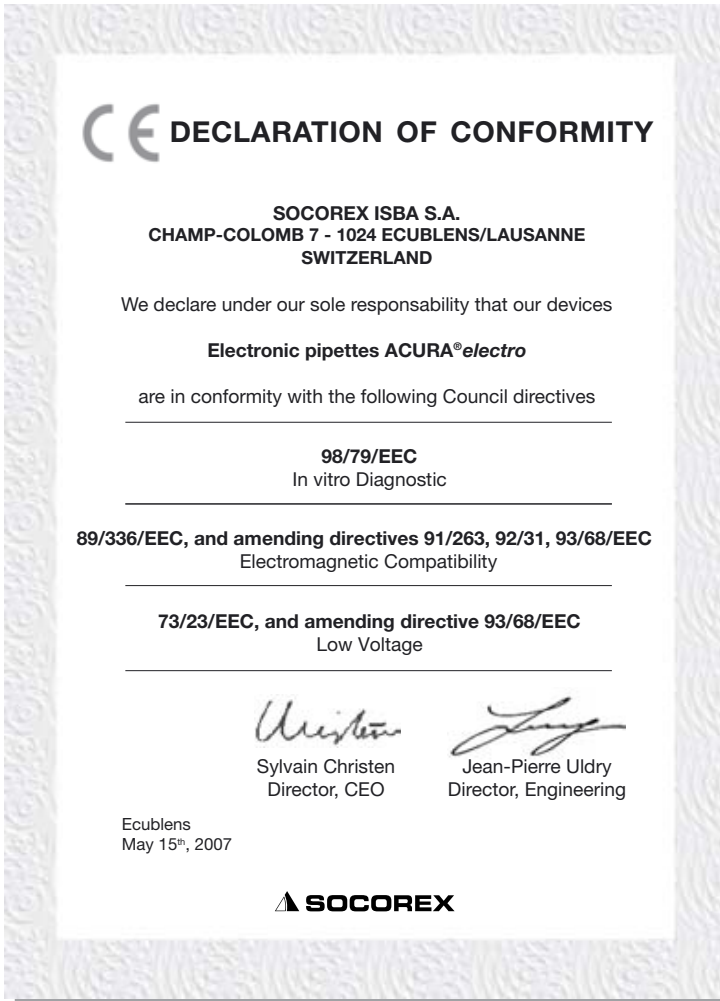 CE DECLARATION OF CONFORMITY
SOCOREX ISBA S.A.
CHAMP-COLOMB 7 - 1024 ECUBLENS/LAUSANNE
SWITZERLAND
We declare under our sole responsability that our devices
Electronic pipettes ACURA®electro
are in conformity with the following Council directives
98/79/EEC
In vitro Diagnostic
89/336/EEC, and amending directives 91/263, 92/31, 93/68/EEC
Electromagnetic Compatibility
73/23/EEC, and amending directive 93/68/EEC
Low Voltage
Sylvain Christen
Director, CEO
Jean-Pierre Uldry
Director, Engineering
Ecublens
May 15th, 2007
SOCOREX